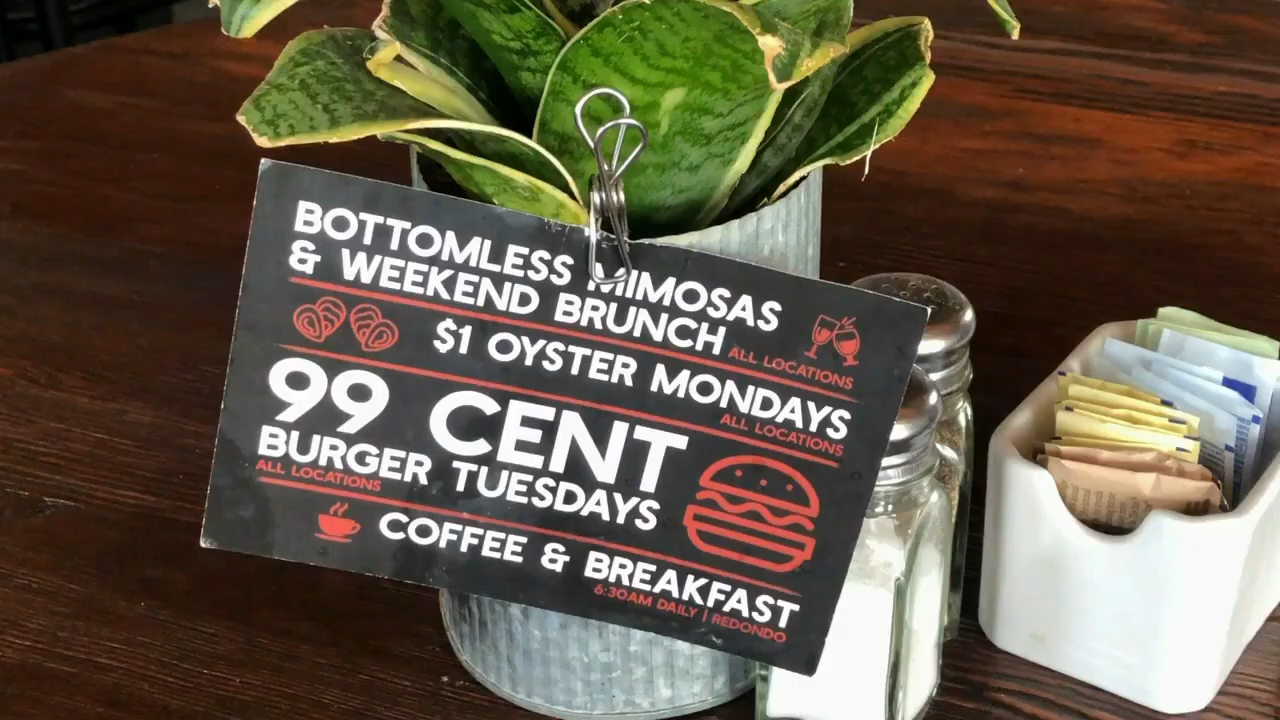 BOTTOMLESS MIMOSAS
& WEEKEND BRUNCH
ALL LOCATIONS
$1 OYSTER MONDAYS
ALL LOCATIONS
99 CENT
BURGER TUESDAYS
ALL LOCATIONS
COFFEE & BREAKFAST
6:30AM DAILY | REDONDO